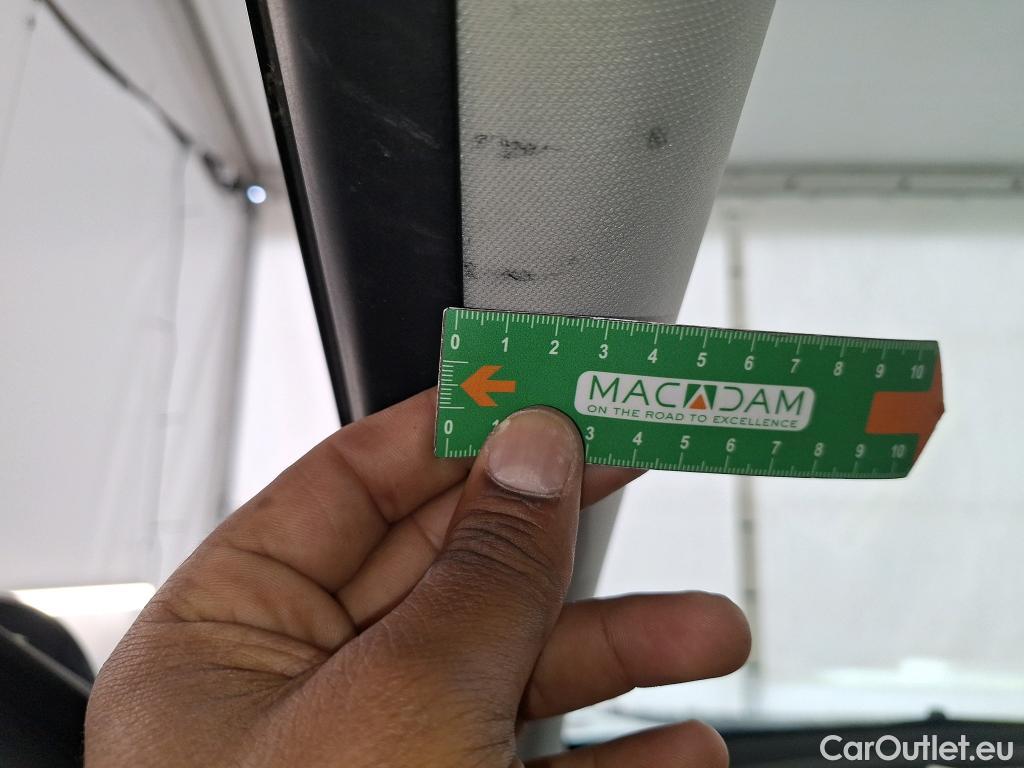 0 1 2 3 4 5 6 7 8 9 10
MACADAM
ON THE ROAD TO EXCELLENCE
0 1 3 4 5 6 7 8 9 10
CarOutlet.eu